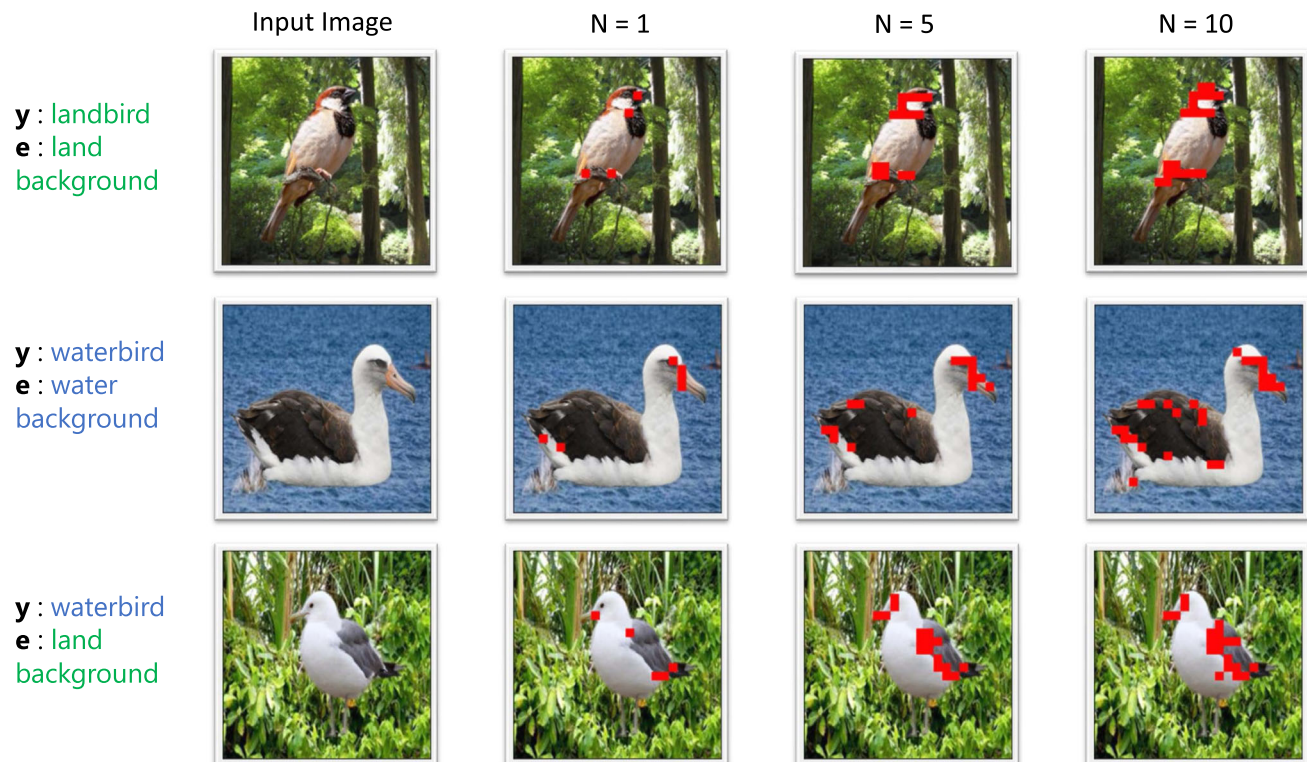 Input Image
N = 1
N = 5
N = 10
y : landbird
e : land
background
y : waterbird
e : water
background
y : waterbird
e : land
background